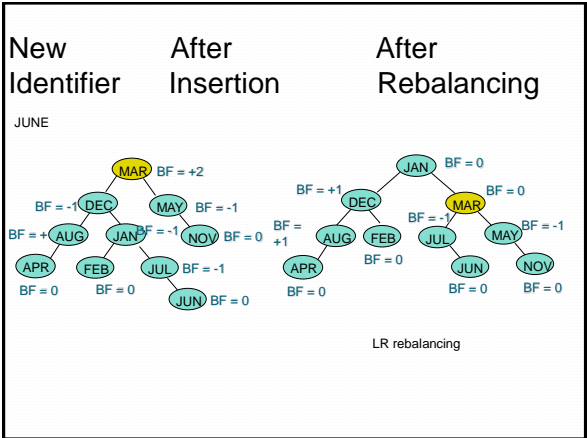 New After After
Identifier Insertion Rebalancing
JUNE
MAR BF = +2
DEC BF = -1
MAY BF = -1
AUG BF = +
JAN BF = -1
NOV BF = 0
APR BF = 0
FEB BF = 0
JUL BF = -1
JUN BF = 0
JAN BF = 0
DEC BF = +1
MAR BF = 0
AUG BF = +1
FEB BF = 0
JUL BF = -1
MAY BF = -1
APR BF = 0
JUN BF = 0
NOV BF = 0
LR rebalancing